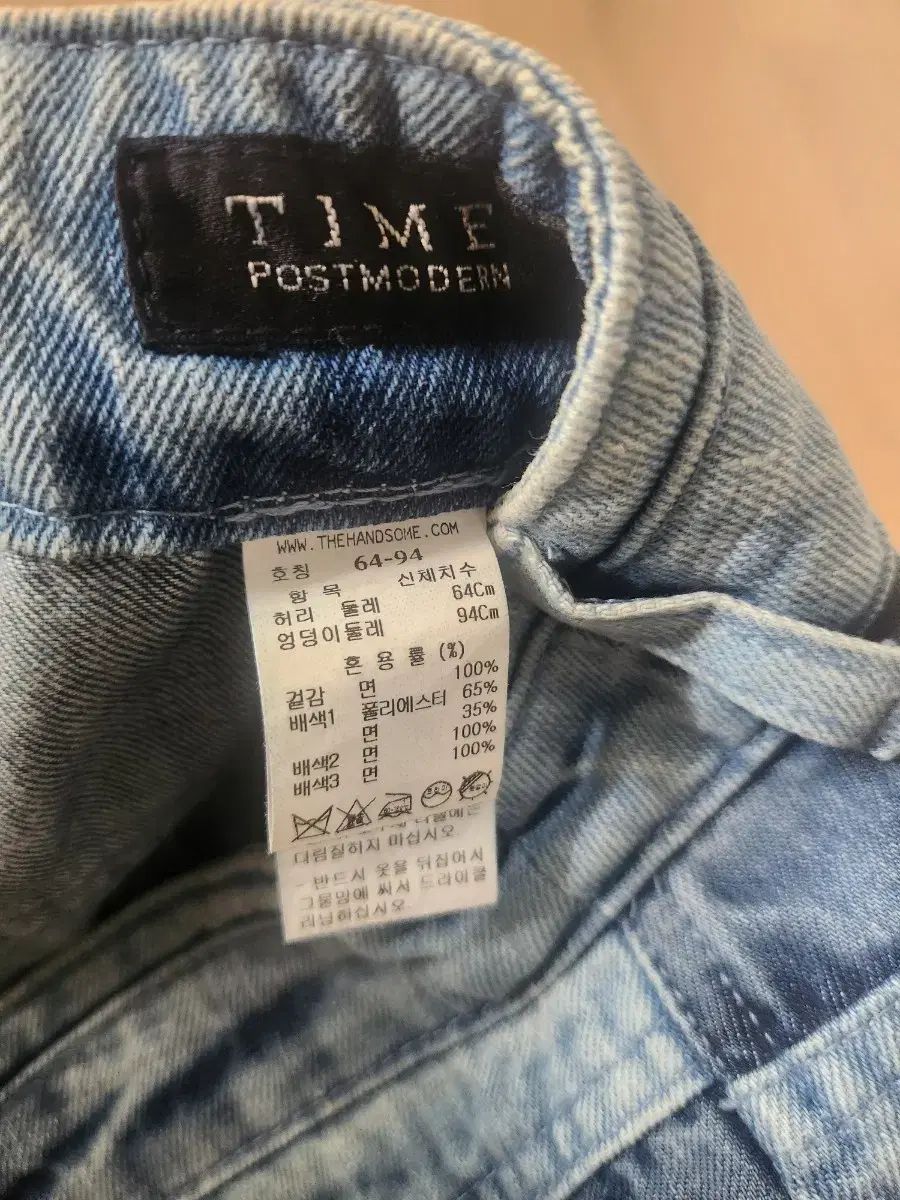 TIME
POSTMODERN
WWW.THEHANDSOME.COM
호칭 64-94
항 목 신체치수
허리 둘레 64Cm
엉덩이둘레 94Cm
혼 용 률 (%)
겉감 면 100%
배색1 폴리에스터 65%
면 35%
배색2 면 100%
배색3 면 100%
다림질하지 마십시오.
- 반드시 옷을 뒤집어서
그물망에 싸서 드라이클
리닝하십시오.